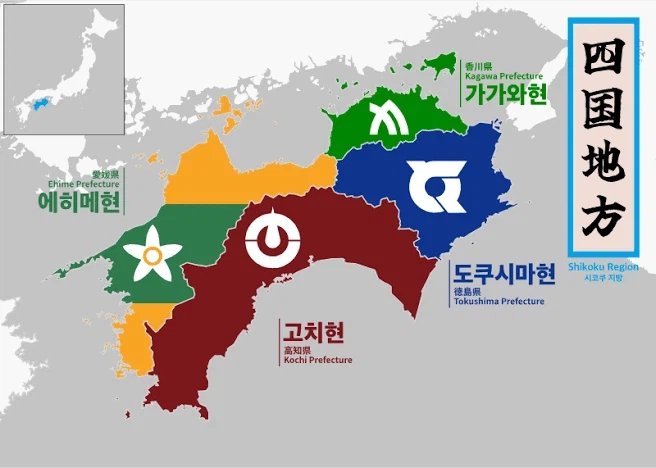 四国地方
Shikoku Region
시코쿠 지방
香川県
Kagawa Prefecture
가가와현
愛媛県
Ehime Prefecture
에히메현
도쿠시마현
徳島県
Tokushima Prefecture
고치현
高知県
Kochi Prefecture